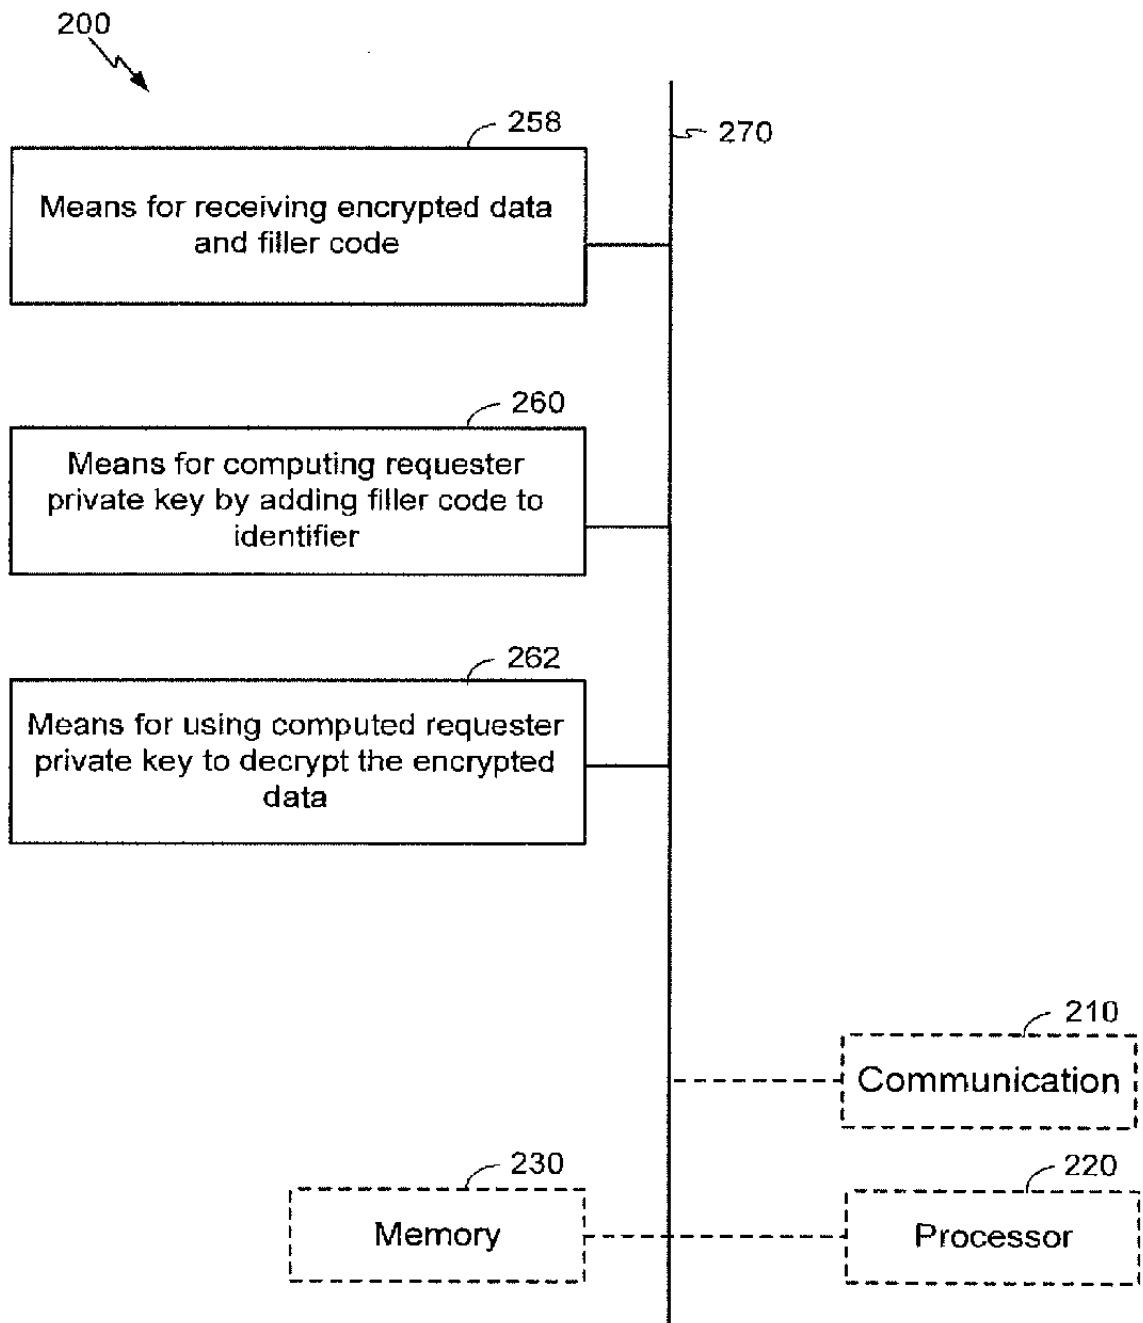 200
258
270
Means for receiving encrypted data
and filler code
260
Means for computing requester
private key by adding filler code to
identifier
262
Means for using computed requester
private key to decrypt the encrypted
data
210
Communication
230
Memory
220
Processor